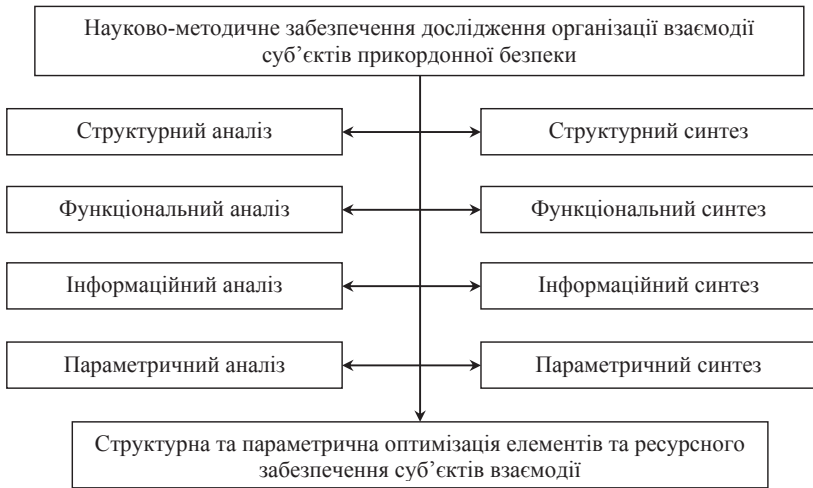 Науково-методичне забезпечення дослідження організації взаємодії
суб’єктів прикордонної безпеки
Структурний аналіз
Структурний синтез
Функціональний аналіз
Функціональний синтез
Інформаційний аналіз
Інформаційний синтез
Параметричний аналіз
Параметричний синтез
Структурна та параметрична оптимізація елементів та ресурсного
забезпечення суб’єктів взаємодії